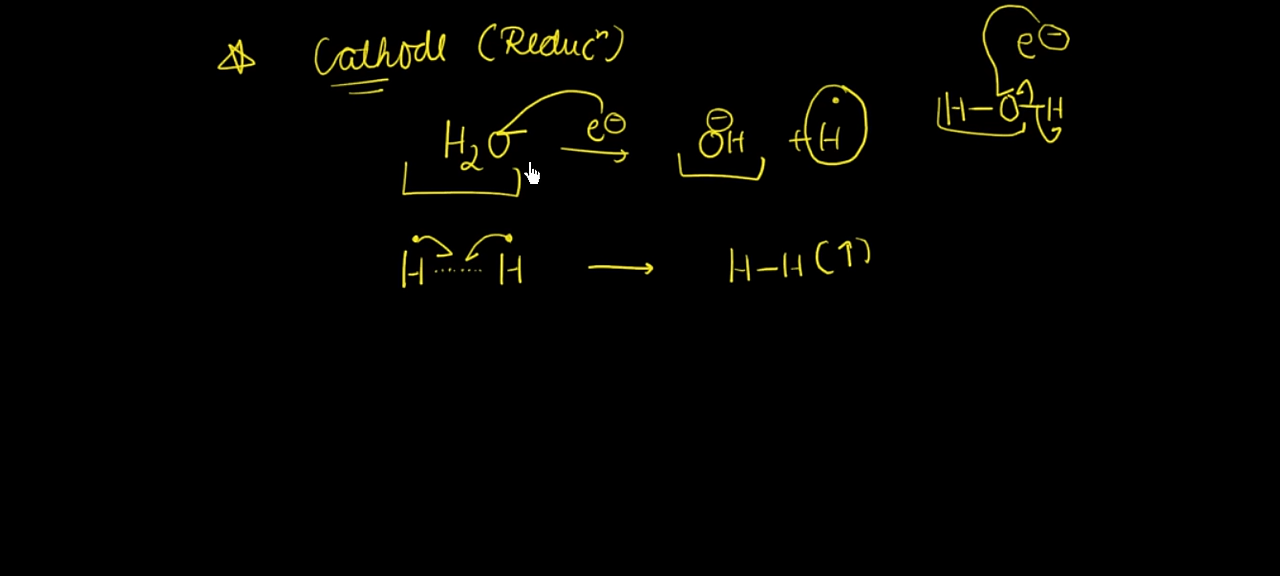 ☆ Cathode (Reducⁿ)
H₂O e⊖ → ⊖OH + H•
e⊖
H–O–H
H• ...... •H → H–H (↑)